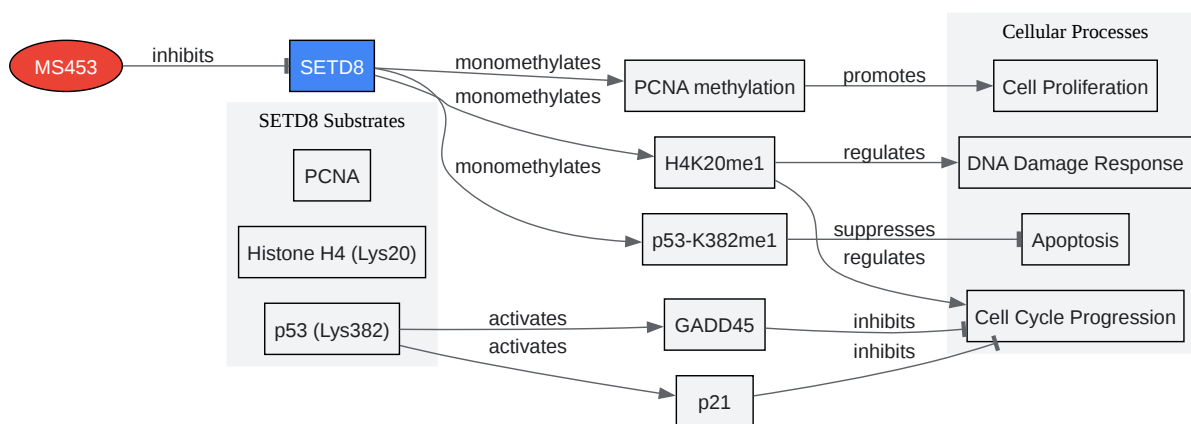 Cellular Processes
MS453
inhibits
SETD8
monomethylates
PCNA methylation
promotes
Cell Proliferation
monomethylates
SETD8 Substrates
PCNA
H4K20me1
regulates
DNA Damage Response
monomethylates
Histone H4 (Lys20)
p53-K382me1
suppresses
Apoptosis
regulates
p53 (Lys382)
activates
GADD45
inhibits
Cell Cycle Progression
activates
inhibits
p21